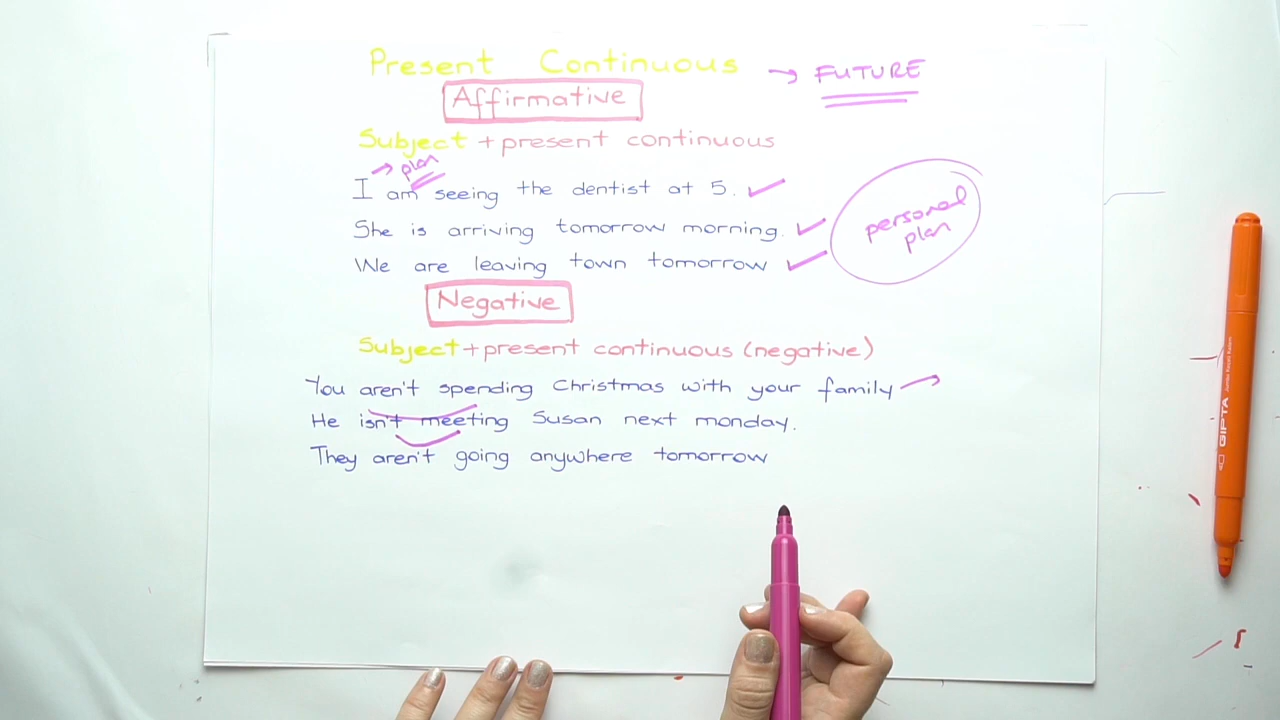 Present Continuous → FUTURE
Affirmative
Subject + present continuous
→ plan
I am seeing the dentist at 5.
She is arriving tomorrow morning.
We are leaving town tomorrow
personal
plan
Negative
Subject + present continuous (negative)
You aren't spending Christmas with your family
He isn't meeting Susan next monday.
They aren't going anywhere tomorrow
GIPTA